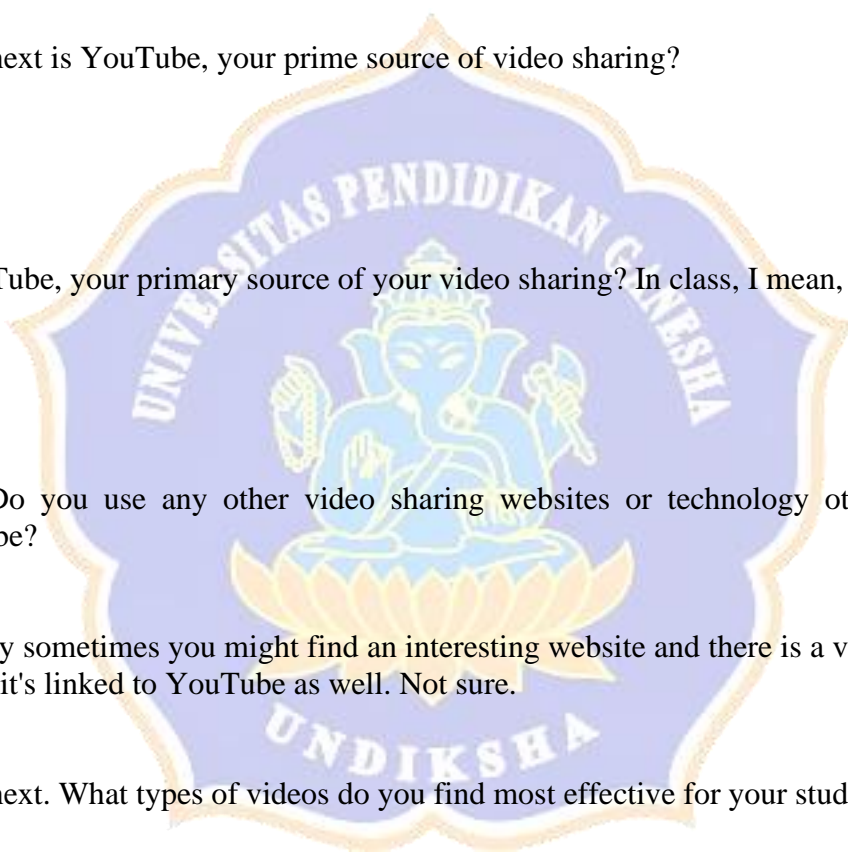 next is YouTube, your prime source of video sharing?
UNIVERSITAS PENDIDIKAN GANESHA
Tube, your primary source of your video sharing? In class, I mean,
Do you use any other video sharing websites or technology ot
be?
y sometimes you might find an interesting website and there is a v
it's linked to YouTube as well. Not sure.
UNDIKSHA
next. What types of videos do you find most effective for your stud